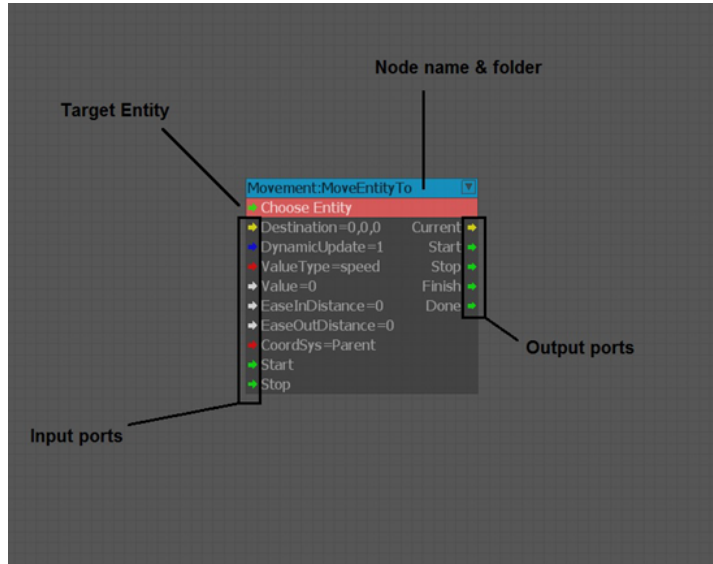 Node name & folder
Target Entity
Movement:MoveEntityTo
Choose Entity
Destination=0,0,0 Current
DynamicUpdate=1 Start
ValueType=speed Stop
Value=0 Finish
EaseInDistance=0 Done
EaseOutDistance=0
CoordSys=Parent
Start
Stop
Output ports
Input ports